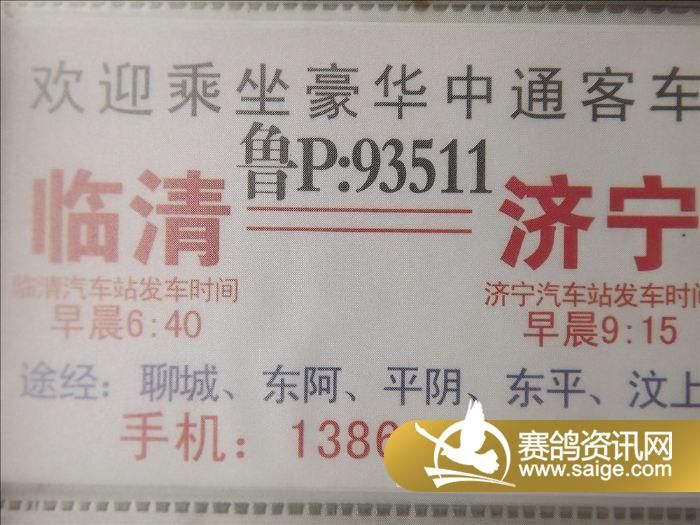 欢迎乘坐豪华中通客车
鲁P:93511
临清 济宁
临清汽车站发车时间 济宁汽车站发车时间
早晨6:40 早晨9:15
途经：聊城、东阿、平阴、东平、汶上
手机：1386
赛鸽资讯网
www.saige.com